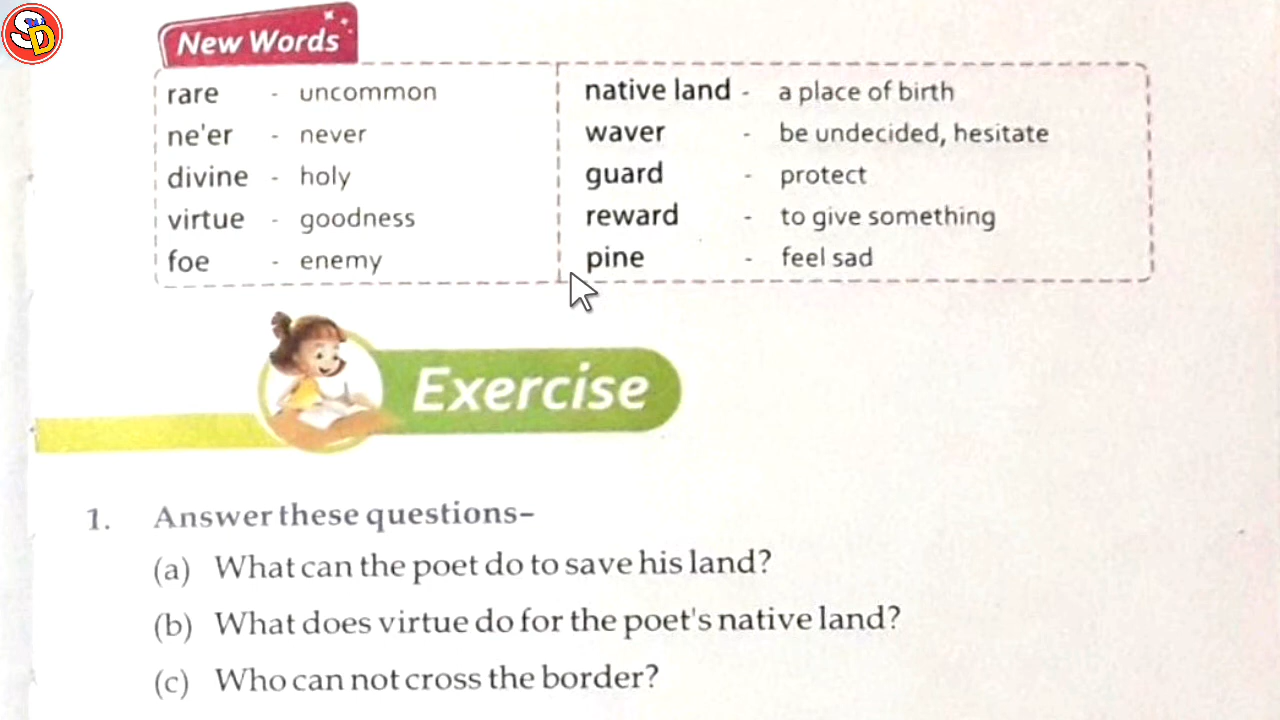 SD
New Words
rare - uncommon
ne'er - never
divine - holy
virtue - goodness
foe - enemy
native land - a place of birth
waver - be undecided, hesitate
guard - protect
reward - to give something
pine - feel sad
Exercise
1. Answer these questions–
(a) What can the poet do to save his land?
(b) What does virtue do for the poet's native land?
(c) Who can not cross the border?